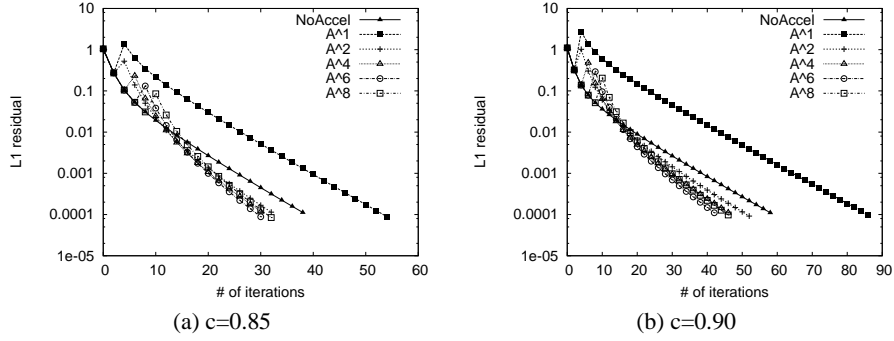 NoAccel
A^1
A^2
A^4
A^6
A^8
10
1
0.1
0.01
0.001
0.0001
1e-05
L1 residual
0 10 20 30 40 50 60
# of iterations
(a) c=0.85
NoAccel
A^1
A^2
A^4
A^6
A^8
10
1
0.1
0.01
0.001
0.0001
1e-05
L1 residual
0 10 20 30 40 50 60 70 80 90
# of iterations
(b) c=0.90